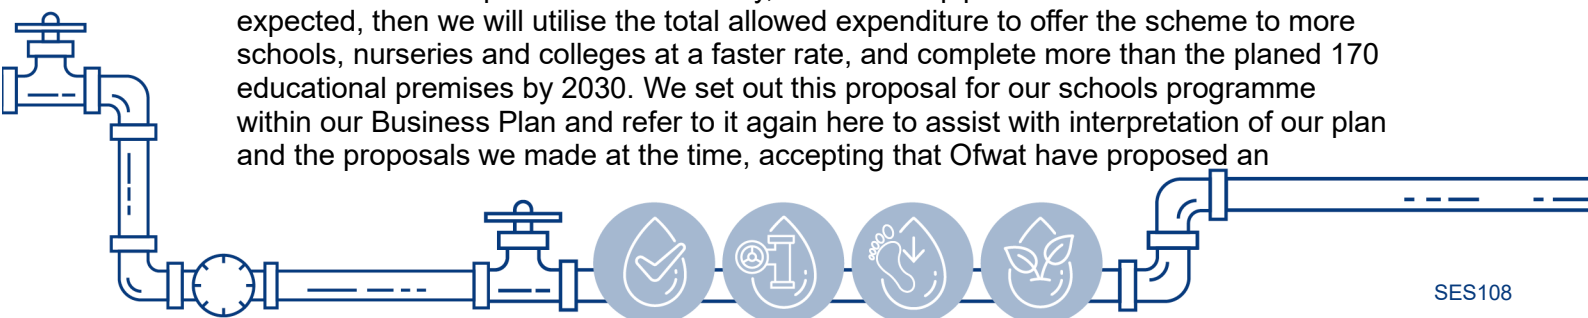 expected, then we will utilise the total allowed expenditure to offer the scheme to more
schools, nurseries and colleges at a faster rate, and complete more than the planed 170
educational premises by 2030. We set out this proposal for our schools programme
within our Business Plan and refer to it again here to assist with interpretation of our plan
and the proposals we made at the time, accepting that Ofwat have proposed an
SES108